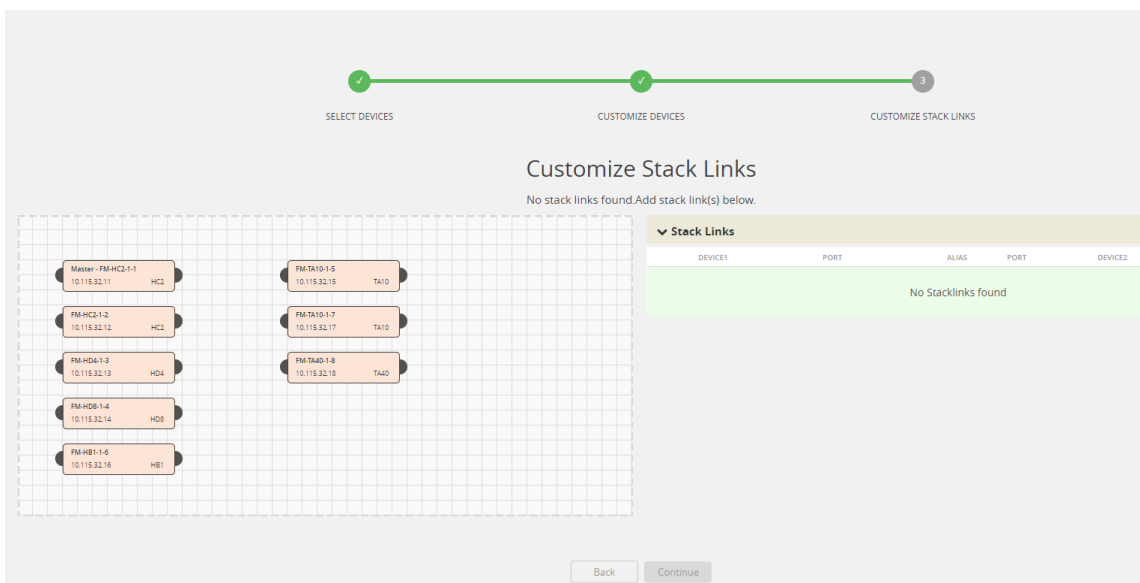 3
SELECT DEVICES
CUSTOMIZE DEVICES
CUSTOMIZE STACK LINKS
Customize Stack Links
No stack links found.Add stack link(s) below.
Master - FM-HC2-1-1
10.115.32.11 HC2
FM-HC2-1-2
10.115.32.12 HC2
FM-HD4-1-3
10.115.32.13 HD4
FM-HD8-1-4
10.115.32.14 HD8
FM-HB1-1-6
10.115.32.16 HB1
FM-TA10-1-5
10.115.32.15 TA10
FM-TA10-1-7
10.115.32.17 TA10
FM-TA40-1-8
10.115.32.18 TA40
Stack Links
DEVICE1 PORT ALIAS PORT DEVICE2
No Stacklinks found
Back Continue